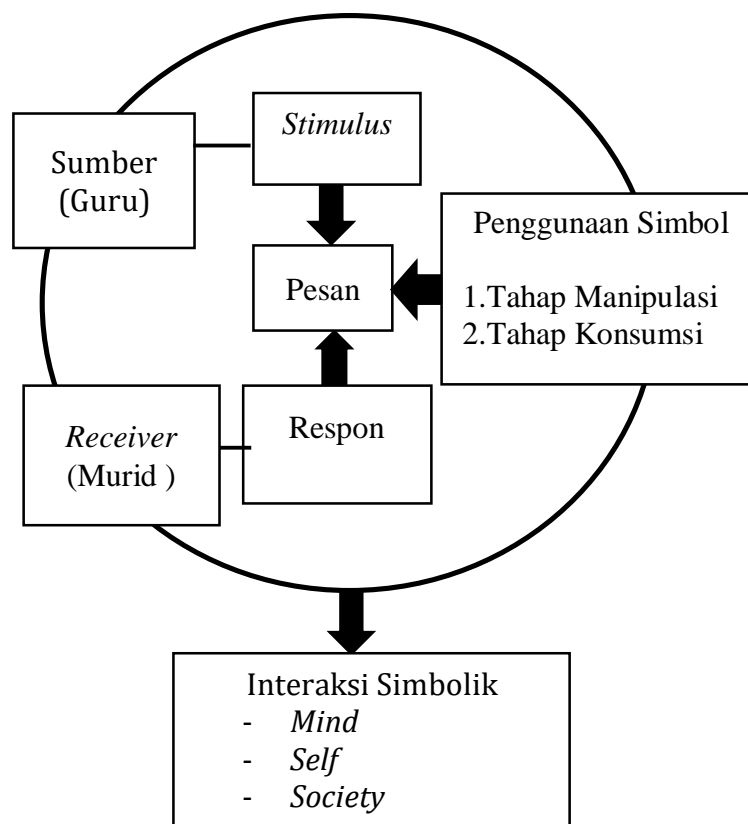 Sumber
(Guru)
Stimulus
Pesan
Penggunaan Simbol
1.Tahap Manipulasi
2.Tahap Konsumsi
Receiver
(Murid )
Respon
Interaksi Simbolik
- Mind
- Self
- Society